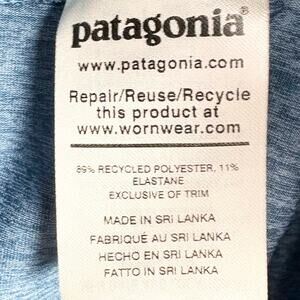 patagonia®
www.patagonia.com
Repair/Reuse/Recycle
this product at
www.wornwear.com
89% RECYCLED POLYESTER, 11%
ELASTANE
EXCLUSIVE OF TRIM
MADE IN SRI LANKA
FABRIQUÉ AU SRI LANKA
HECHO EN SRI LANKA
FATTO IN SRI LANKA